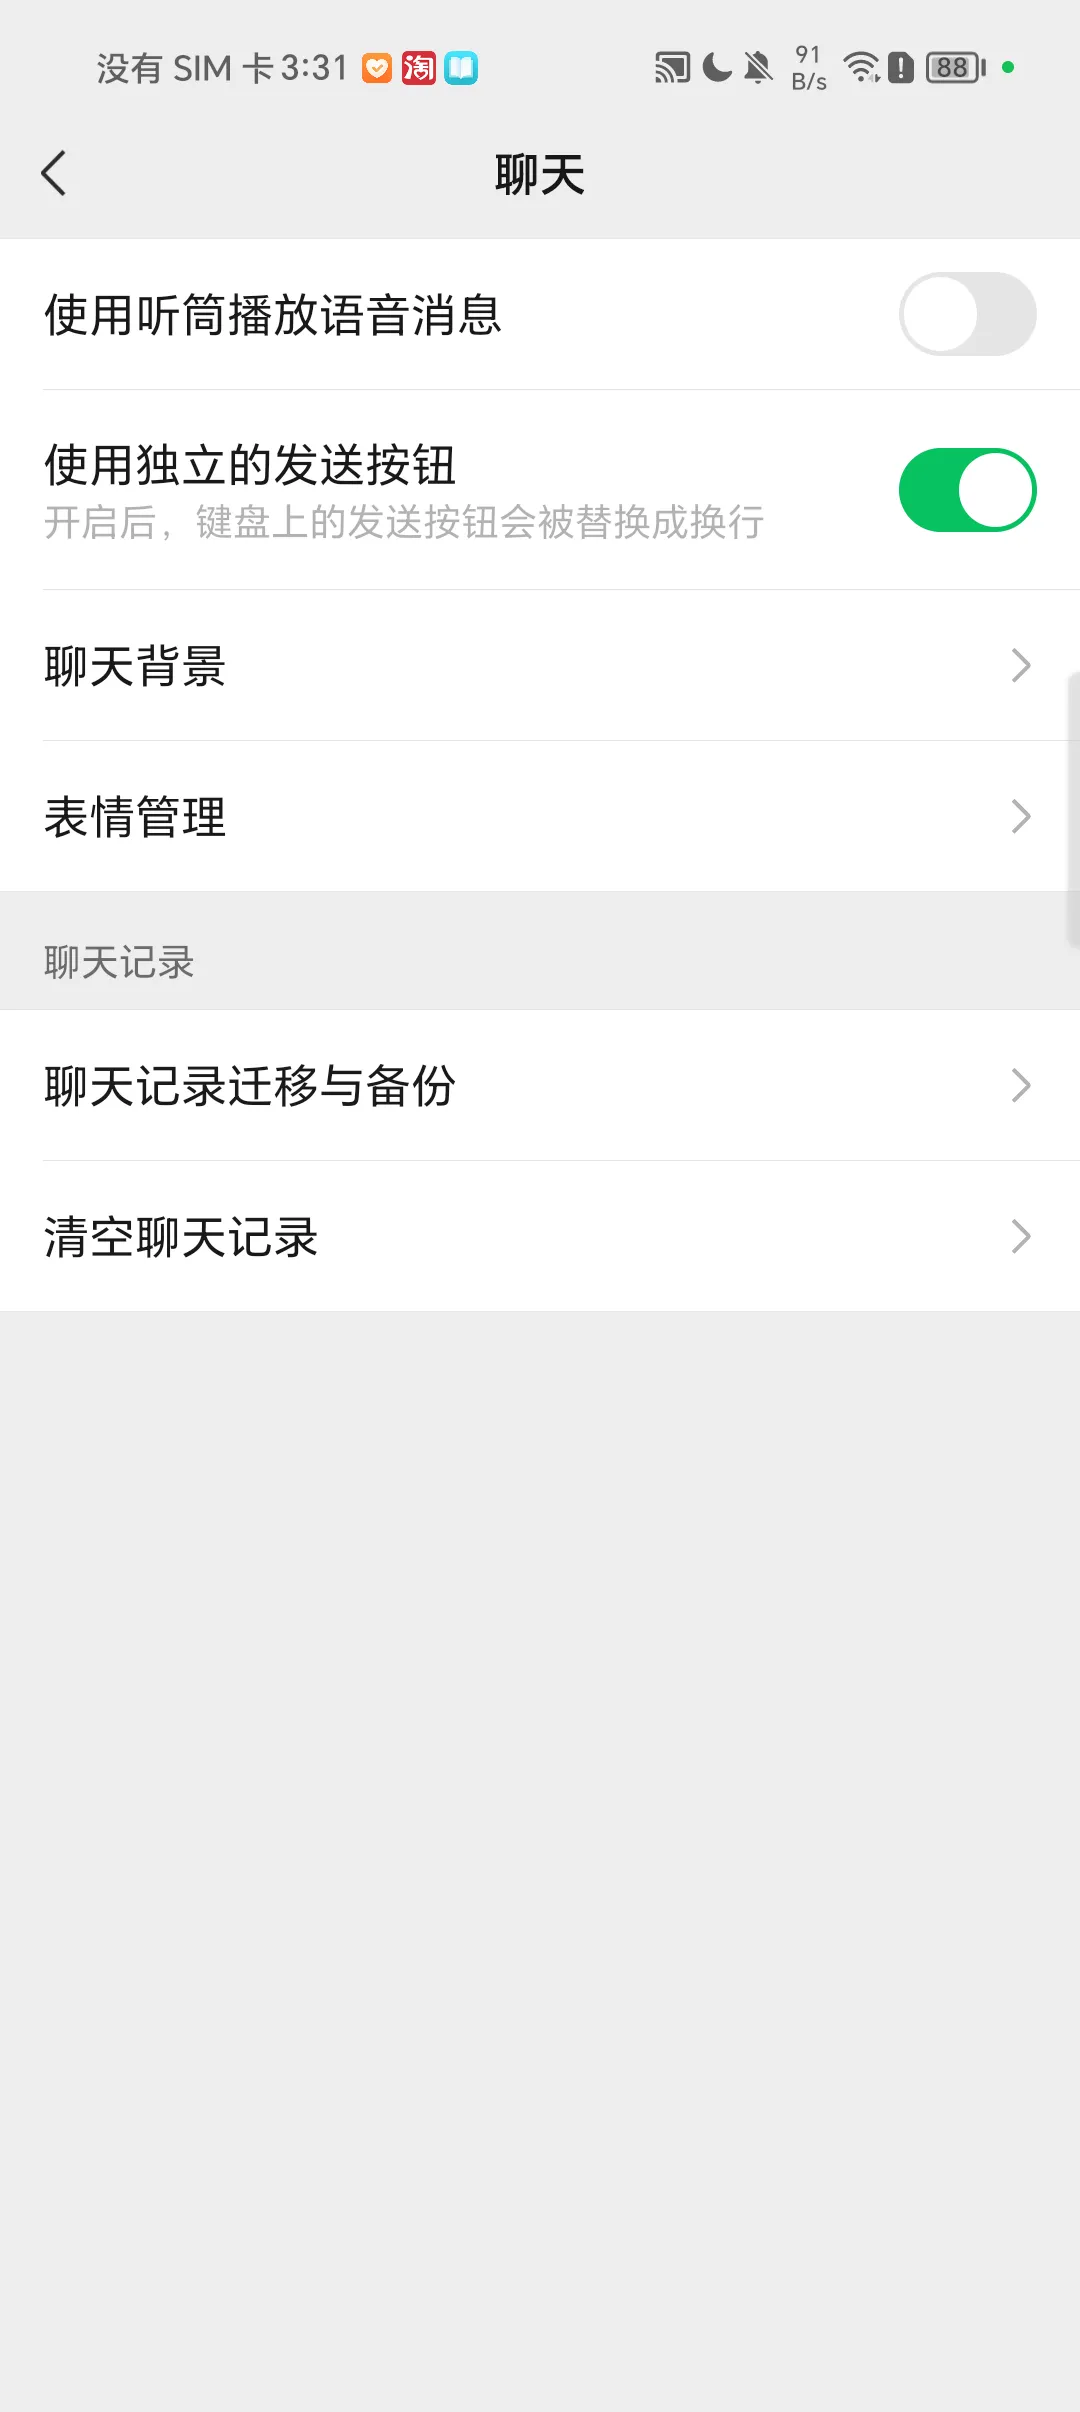 没有 SIM 卡 3:31 淘 91 B/s 88
聊天
使用听筒播放语音消息
使用独立的发送按钮
开启后，键盘上的发送按钮会被替换成换行
聊天背景
表情管理
聊天记录
聊天记录迁移与备份
清空聊天记录